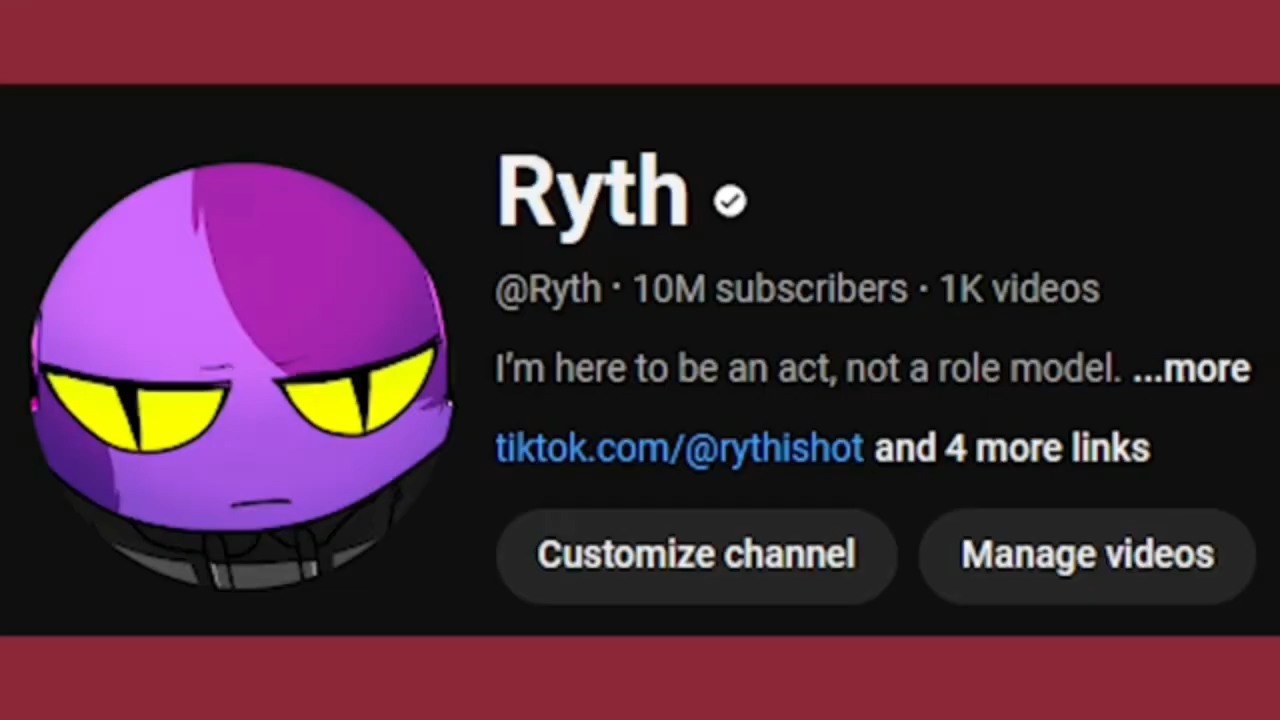 Ryth
@Ryth · 10M subscribers · 1K videos
I’m here to be an act, not a role model. ...more
tiktok.com/@rythishot and 4 more links
Customize channel Manage videos